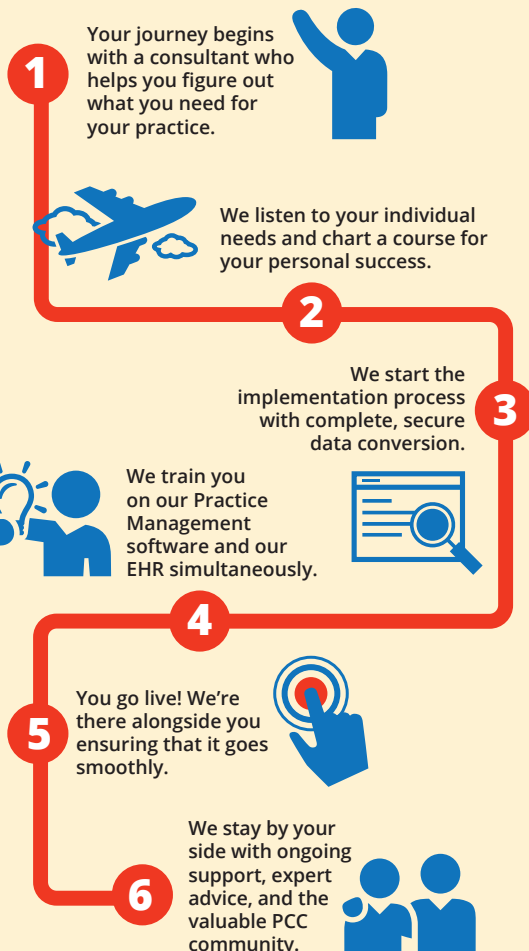 1
Your journey begins
with a consultant who
helps you figure out
what you need for
your practice.
We listen to your individual
needs and chart a course for
your personal success.
2
We start the
implementation process
with complete, secure
data conversion.
3
We train you
on our Practice
Management
software and our
EHR simultaneously.
4
You go live! We're
there alongside you
ensuring that it goes
smoothly.
5
We stay by your
side with ongoing
support, expert
advice, and the
valuable PCC
community.
6